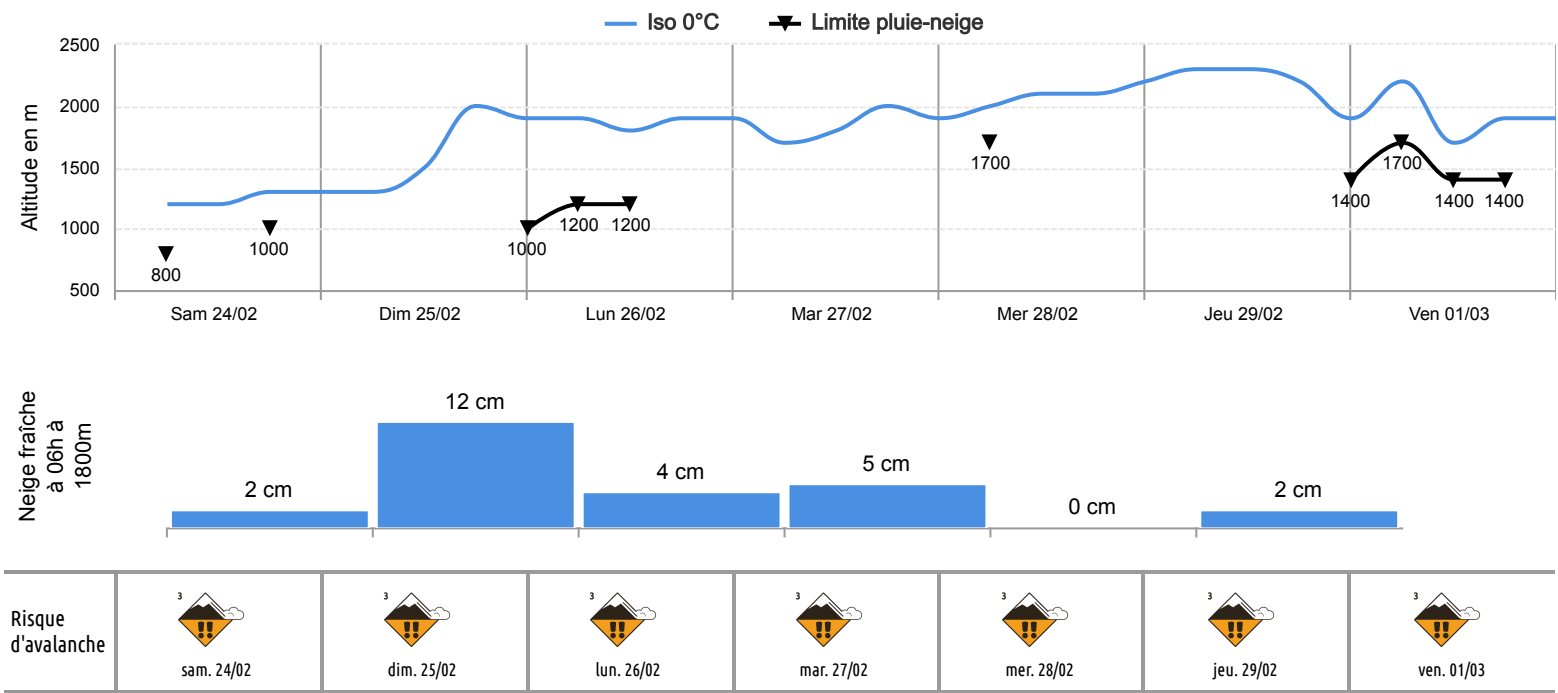 Iso 0°C Limite pluie-neige
Altitude en m
2500
2000
1500
1000
500
800
1000
1000
1200
1200
1700
1400
1700
1400
1400
Sam 24/02 Dim 25/02 Lun 26/02 Mar 27/02 Mer 28/02 Jeu 29/02 Ven 01/03
Neige fraîche
à 06h à
1800m
2 cm
12 cm
4 cm
5 cm
0 cm
2 cm
Risque
d'avalanche
3 3 3 3 3 3 3
!! !! !! !! !! !! !!
sam. 24/02 dim. 25/02 lun. 26/02 mar. 27/02 mer. 28/02 jeu. 29/02 ven. 01/03